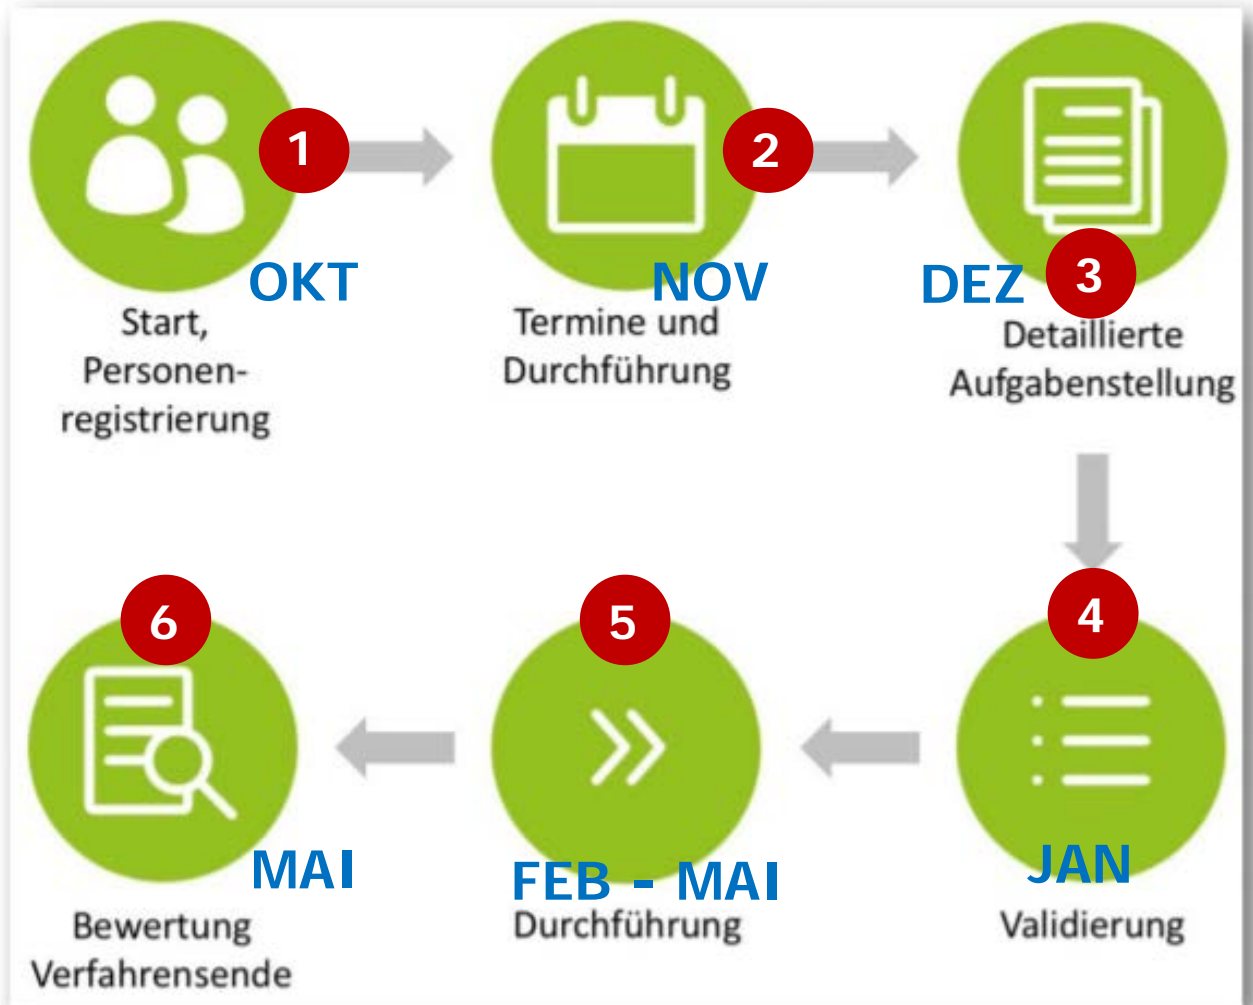 1
OKT
Start,
Personen-
registrierung
2
NOV
Termine und
Durchführung
3
DEZ
Detaillierte
Aufgabenstellung
4
JAN
Validierung
5
FEB - MAI
Durchführung
6
MAI
Bewertung
Verfahrensende